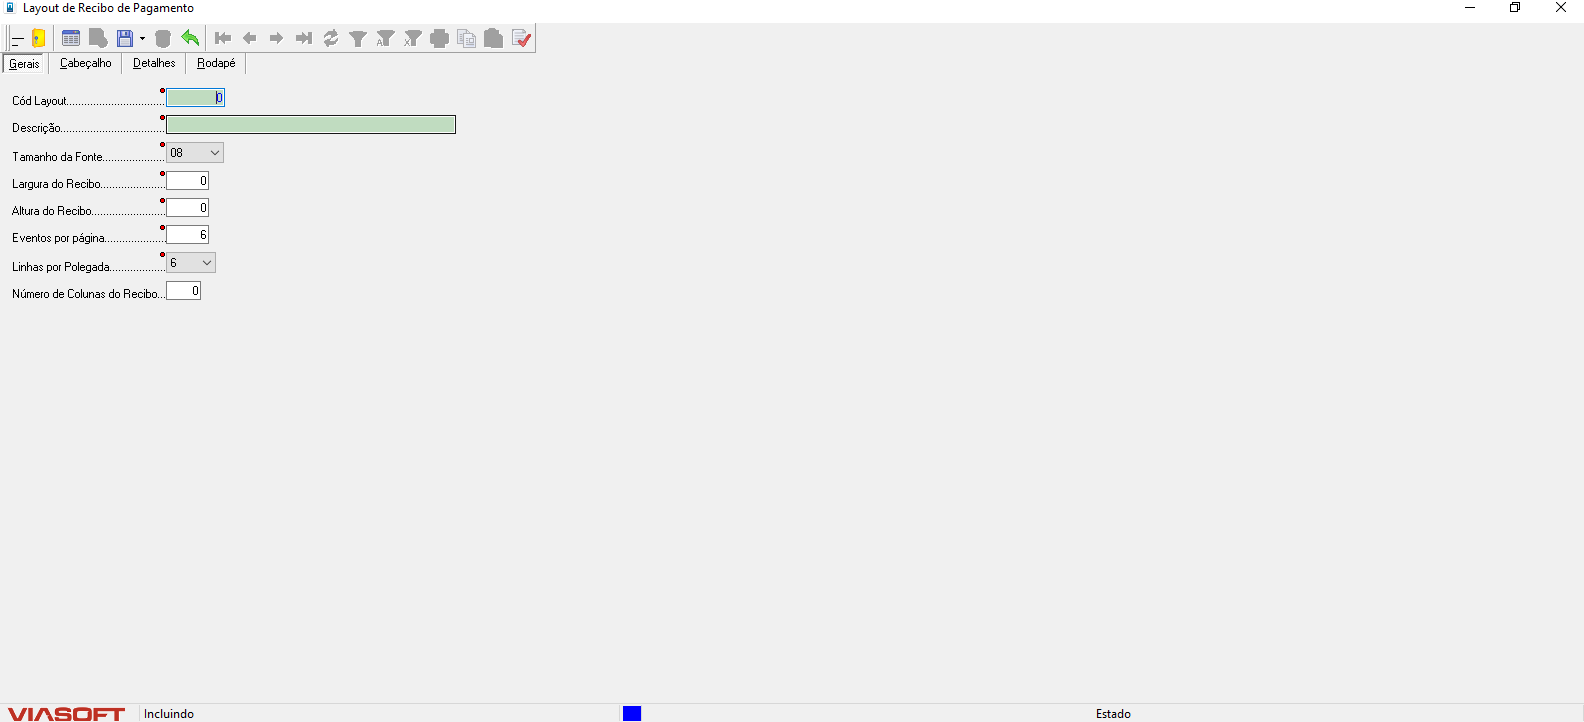 Layout de Recibo de Pagamento
Gerais Cabeçalho Detalhes Rodapé
Cód Layout................................ 0
Descrição..................................
Tamanho da Fonte.................... 08
Largura do Recibo..................... 0
Altura do Recibo........................ 0
Eventos por página.................... 6
Linhas por Polegada.................. 6
Número de Colunas do Recibo... 0
VIASOFT Incluindo Estado